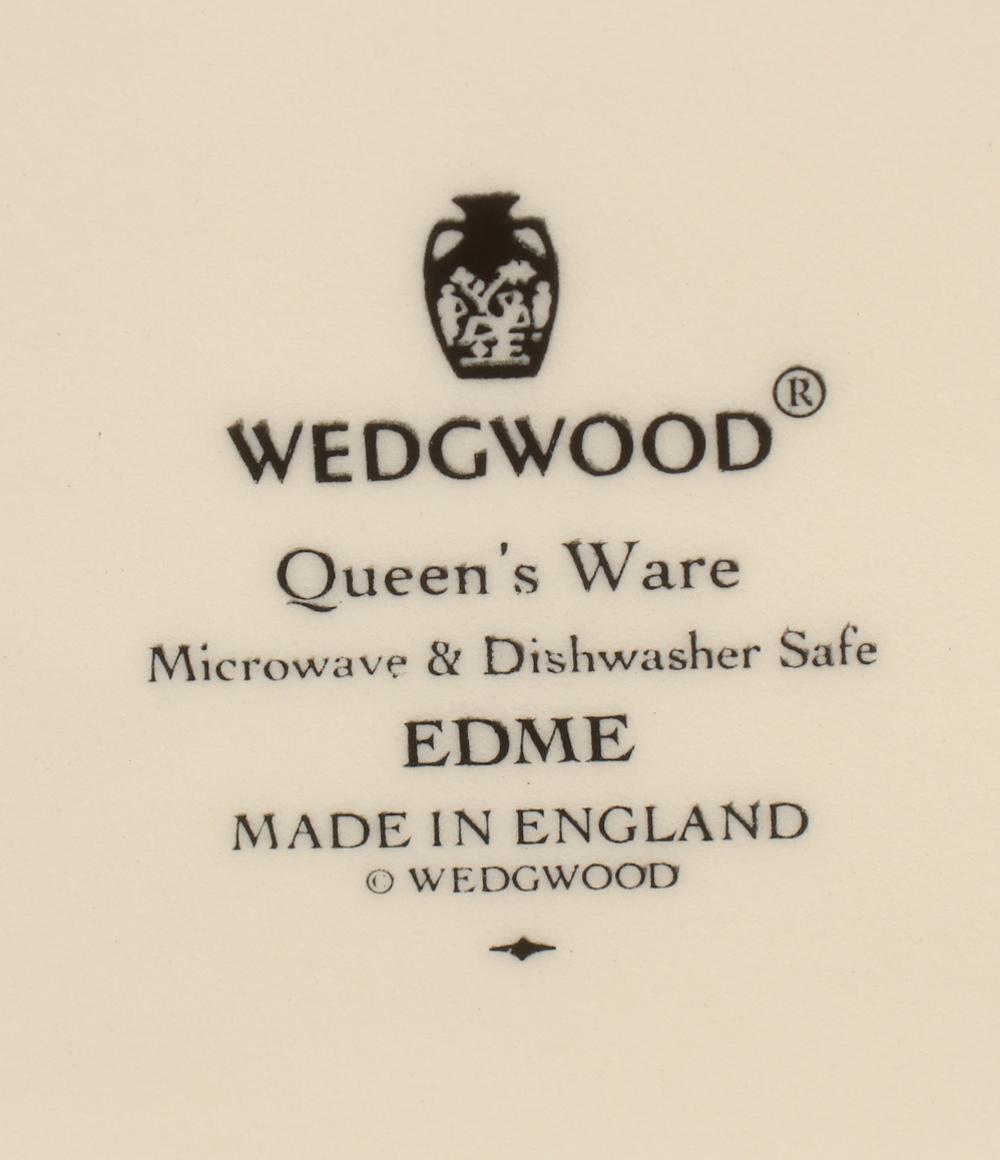 WEDGWOOD®
Queen's Ware
Microwave & Dishwasher Safe
EDME
MADE IN ENGLAND
© WEDGWOOD